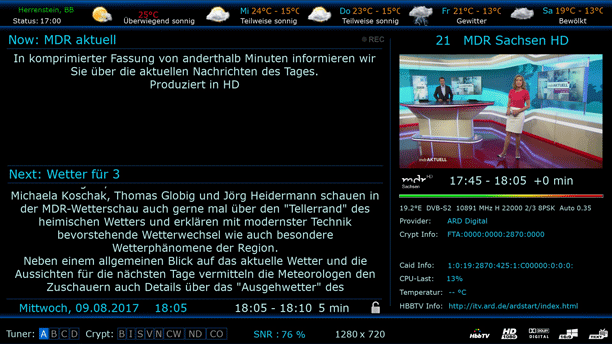 Herrenstein, BB
Status: 17:00
25°C
Überwiegend sonnig
Mi 24°C - 15°C
Teilweise sonnig
Do 23°C - 15°C
Teilweise sonnig
Fr 21°C - 13°C
Gewitter
Sa 19°C - 13°C
Bewölkt
Now: MDR aktuell
REC
In komprimierter Fassung von anderthalb Minuten informieren wir
Sie über die aktuellen Nachrichten des Tages.
Produziert in HD
Next: Wetter für 3
Michaela Koschak, Thomas Globig und Jörg Heidermann schauen in
der MDR-Wetterschau auch gerne mal über den "Tellerrand" des
heimischen Wetters und erklären mit modernster Technik
bevorstehende Wetterwechsel wie auch besondere
Wetterphänomene der Region.
Neben einem allgemeinen Blick auf das aktuelle Wetter und die
Aussichten für die nächsten Tage vermitteln die Meteorologen den
Zuschauern auch Details über das "Ausgehwetter" des
Mittwoch, 09.08.2017 18:05
18:05 - 18:10 5 min
21 MDR Sachsen HD
mdr AKTUELL
mdr HD
Sachsen
17:45 - 18:05 +0 min
19.2°E DVB-S2 10891 MHz H 22000 2/3 8PSK Auto 0.35
Provider: ARD Digital
Crypt Info: FTA:0000:0000:2870:0000
Caid Info: 1:0:19:2870:425:1:C00000:0:0:0:
CPU-Last: 13%
Temperatur: -- °C
HBBTV Info: http://itv.ard.de/ardstart/index.html
Tuner: A B C D Crypt: B I S V N CW ND CO SNR : 76 % 1280 x 720
HbbTV
HD
DOLBY
DIGITAL
16:9
TEXT